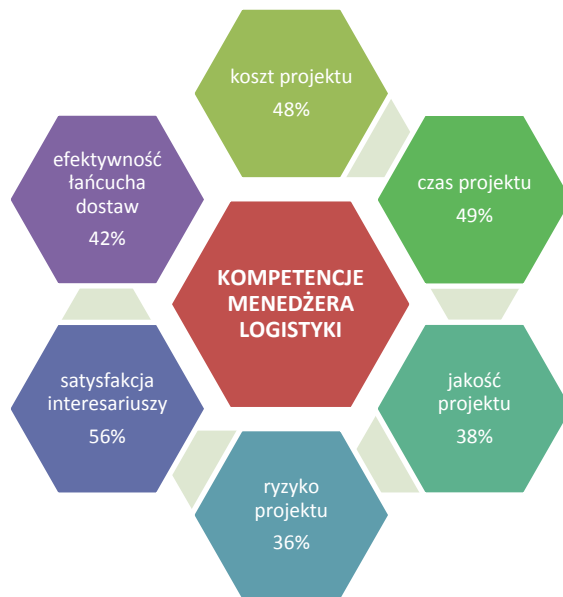 koszt projektu
48%
czas projektu
49%
jakość
projektu
38%
ryzyko
projektu
36%
satysfakcja
interesariuszy
56%
efektywność
łańcucha
dostaw
42%
KOMPETENCJE
MENEDŻERA
LOGISTYKI